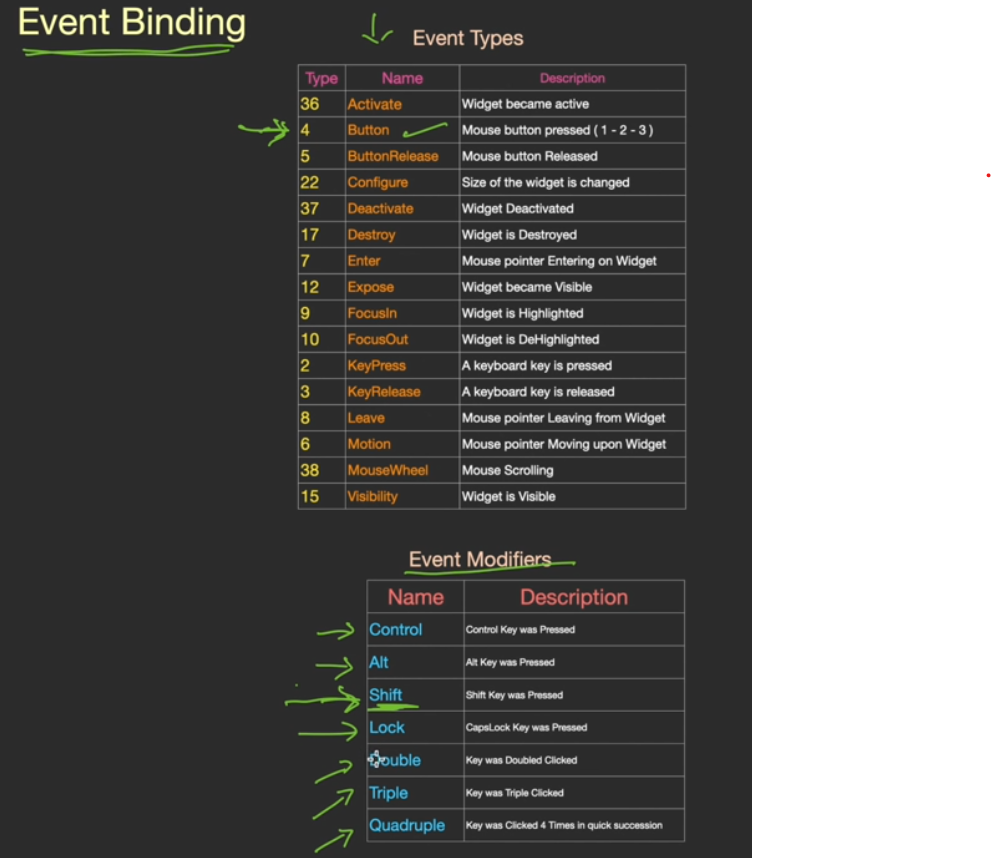 Event Binding
Event Types
Type Name Description
36 Activate Widget became active
4 Button Mouse button pressed ( 1 - 2 - 3 )
5 ButtonRelease Mouse button Released
22 Configure Size of the widget is changed
37 Deactivate Widget Deactivated
17 Destroy Widget is Destroyed
7 Enter Mouse pointer Entering on Widget
12 Expose Widget became Visible
9 FocusIn Widget is Highlighted
10 FocusOut Widget is DeHighlighted
2 KeyPress A keyboard key is pressed
3 KeyRelease A keyboard key is released
8 Leave Mouse pointer Leaving from Widget
6 Motion Mouse pointer Moving upon Widget
38 MouseWheel Mouse Scrolling
15 Visibility Widget is Visible
Event Modifiers
Name Description
Control Control Key was Pressed
Alt Alt Key was Pressed
Shift Shift Key was Pressed
Lock CapsLock Key was Pressed
Double Key was Doubled Clicked
Triple Key was Triple Clicked
Quadruple Key was Clicked 4 Times in quick succession